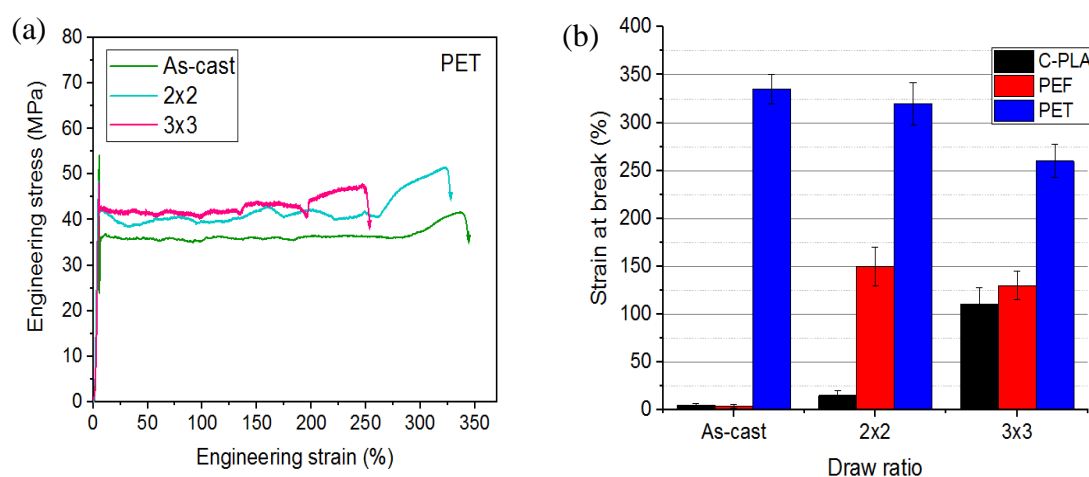 (a)
80
70
60
50
40
30
20
10
0
Engineering stress (MPa)
As-cast
2x2
3x3
PET
0 50 100 150 200 250 300 350
Engineering strain (%)
(b)
400
350
300
250
200
150
100
50
0
Strain at break (%)
C-PLA
PEF
PET
As-cast 2x2 3x3
Draw ratio